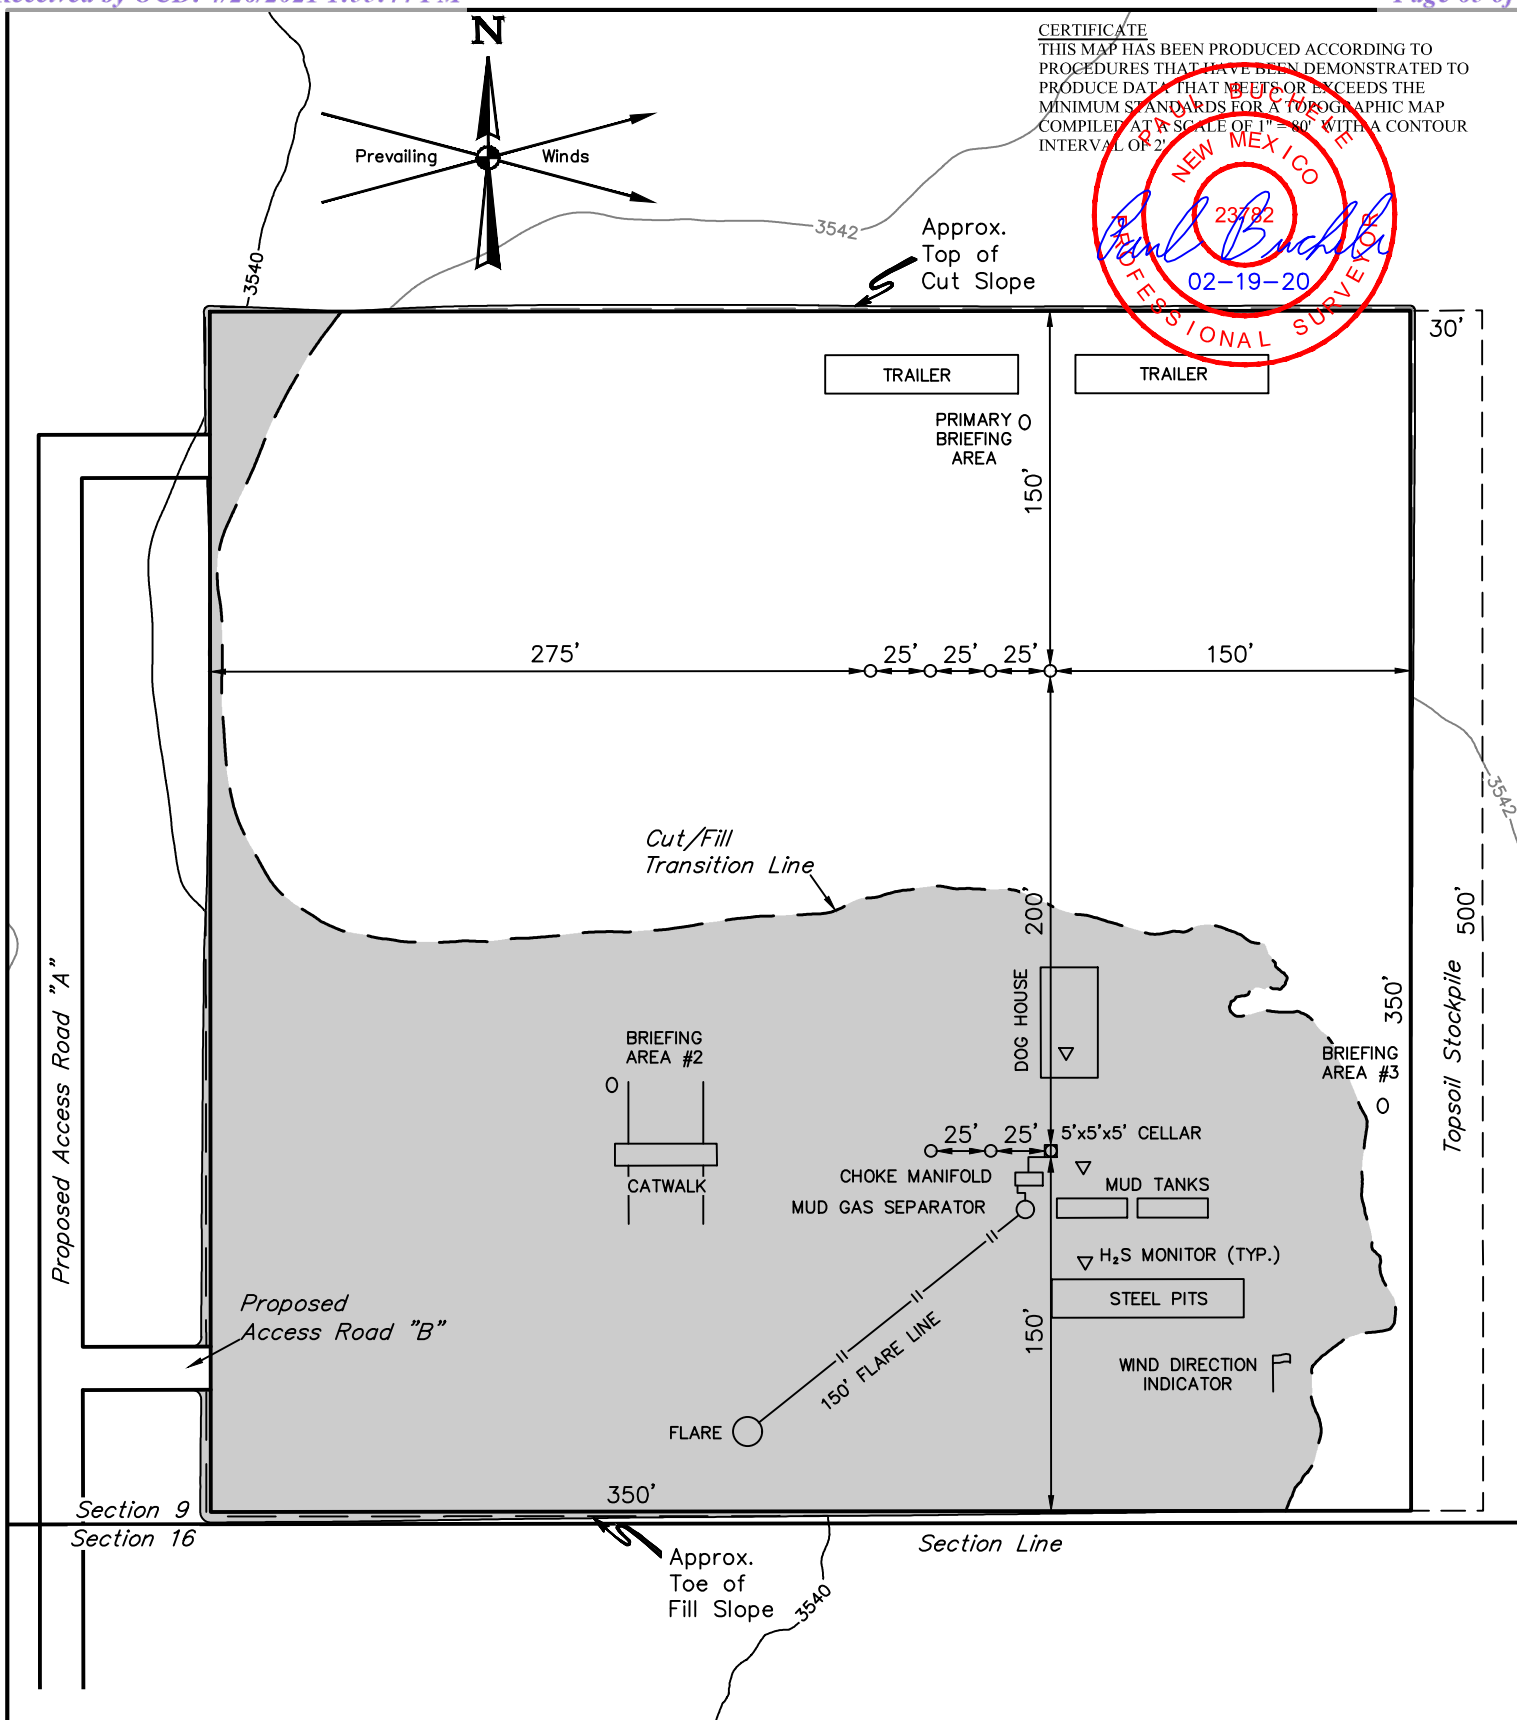 N
Prevailing Winds
CERTIFICATE
THIS MAP HAS BEEN PRODUCED ACCORDING TO
PROCEDURES THAT HAVE BEEN DEMONSTRATED TO
PRODUCE DATA THAT MEETS OR EXCEEDS THE
MINIMUM STANDARDS FOR A TOPOGRAPHIC MAP
COMPILED AT A SCALE OF 1" = 80' WITH A CONTOUR
INTERVAL OF 2'
PAUL BUCHELE
NEW MEXICO
23782
Paul Buchele
02-19-20
PROFESSIONAL SURVEYOR
3542
3540
Approx.
Top of
Cut Slope
30'
TRAILER
TRAILER
PRIMARY
BRIEFING
AREA
150'
275'
25'
25'
25'
150'
3542
Cut/Fill
Transition Line
200'
500'
Topsoil Stockpile
350'
Proposed Access Road "A"
DOG HOUSE
BRIEFING
AREA #2
BRIEFING
AREA #3
25'
25'
5'x5'x5' CELLAR
CHOKE MANIFOLD
CATWALK
MUD TANKS
MUD GAS SEPARATOR
H₂S MONITOR (TYP.)
STEEL PITS
Proposed
Access Road "B"
150'
150' FLARE LINE
WIND DIRECTION
INDICATOR
FLARE
350'
Section 9
Section 16
Section Line
Approx.
Toe of
Fill Slope
3540